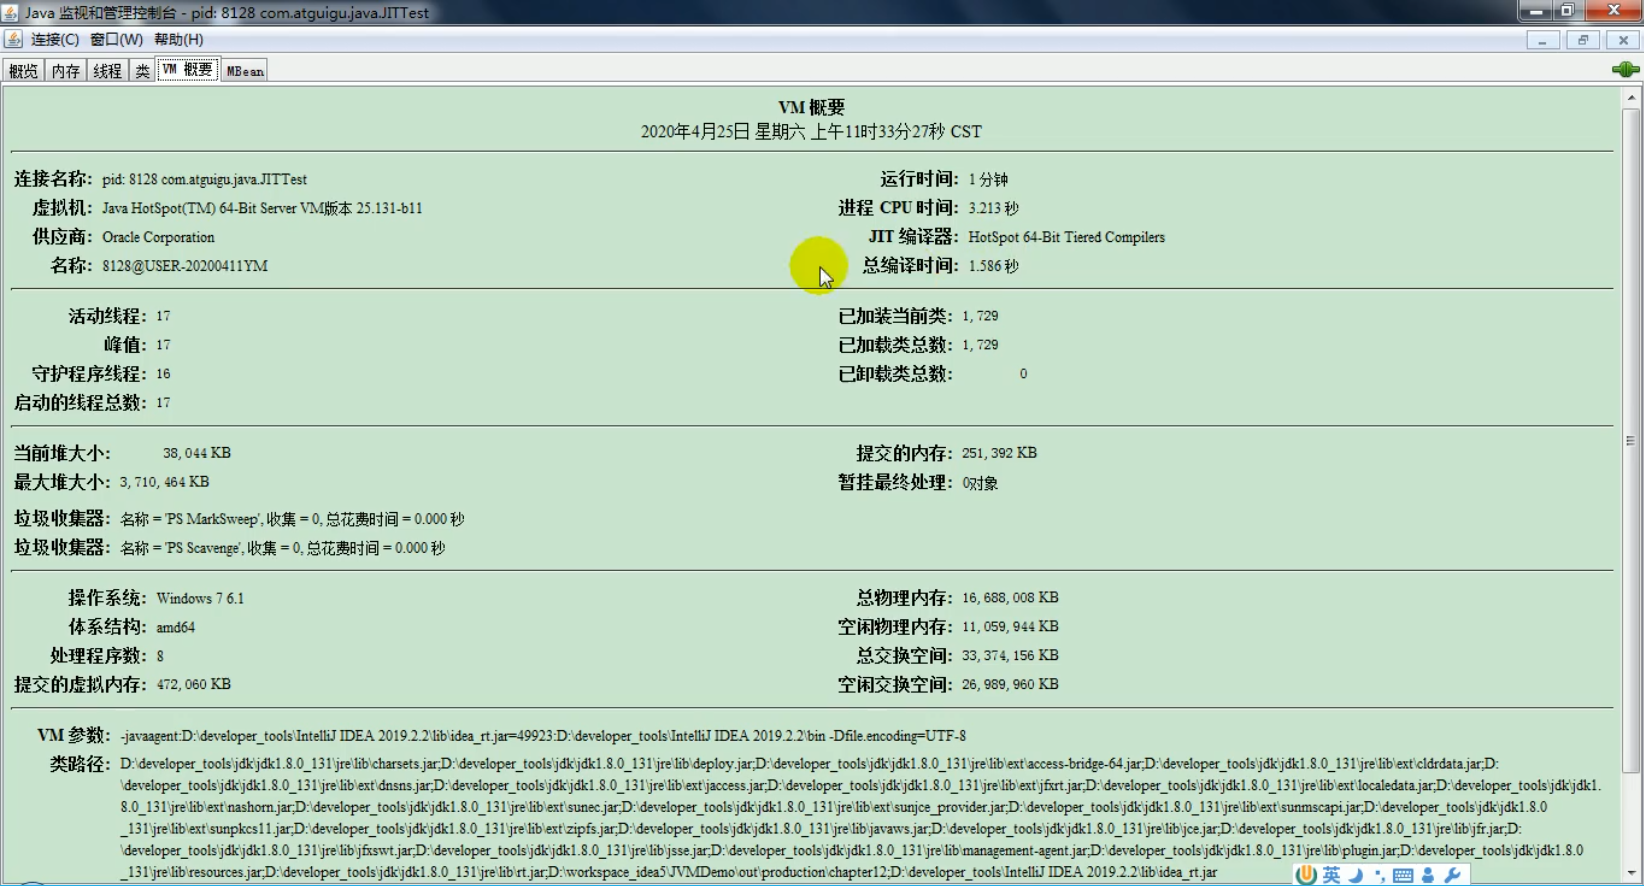 Java 监视和管理控制台 - pid: 8128 com.atguigu.java.JITTest
连接(C) 窗口(W) 帮助(H)
概览 内存 线程 类 VM 概要 MBean
VM 概要
2020年4月25日 星期六 上午11时33分27秒 CST
连接名称: pid: 8128 com.atguigu.java.JITTest 运行时间: 1 分钟
虚拟机: Java HotSpot(TM) 64-Bit Server VM版本 25.131-b11 进程 CPU 时间: 3.213 秒
供应商: Oracle Corporation JIT 编译器: HotSpot 64-Bit Tiered Compilers
名称: 8128@USER-20200411YM 总编译时间: 1.586 秒
活动线程: 17 已加装当前类: 1,729
峰值: 17 已加载类总数: 1,729
守护程序线程: 16 已卸载类总数: 0
启动的线程总数: 17
当前堆大小: 38,044 KB 提交的内存: 251,392 KB
最大堆大小: 3,710,464 KB 暂挂最终处理: 0对象
垃圾收集器: 名称 = 'PS MarkSweep', 收集 = 0, 总花费时间 = 0.000 秒
垃圾收集器: 名称 = 'PS Scavenge', 收集 = 0, 总花费时间 = 0.000 秒
操作系统: Windows 7 6.1 总物理内存: 16,688,008 KB
体系结构: amd64 空闲物理内存: 11,059,944 KB
处理程序数: 8 总交换空间: 33,374,156 KB
提交的虚拟内存: 472,060 KB 空闲交换空间: 26,989,960 KB
VM 参数: -javaagent:D:\developer_tools\IntelliJ IDEA 2019.2.2\lib\idea_rt.jar=49923:D:\developer_tools\IntelliJ IDEA 2019.2.2\bin -Dfile.encoding=UTF-8
类路径: D:\developer_tools\jdk\jdk1.8.0_131\jre\lib\charsets.jar;D:\developer_tools\jdk\jdk1.8.0_131\jre\lib\deploy.jar;D:\developer_tools\jdk\jdk1.8.0_131\jre\lib\ext\access-bridge-64.jar;D:\developer_tools\jdk\jdk1.8.0_131\jre\lib\ext\cldrdata.jar;D:
\developer_tools\jdk\jdk1.8.0_131\jre\lib\ext\dnsns.jar;D:\developer_tools\jdk\jdk1.8.0_131\jre\lib\ext\jaccess.jar;D:\developer_tools\jdk\jdk1.8.0_131\jre\lib\ext\jfxrt.jar;D:\developer_tools\jdk\jdk1.8.0_131\jre\lib\ext\localedata.jar;D:\developer_tools\jdk\jdk1.
8.0_131\jre\lib\ext\nashorn.jar;D:\developer_tools\jdk\jdk1.8.0_131\jre\lib\ext\sunec.jar;D:\developer_tools\jdk\jdk1.8.0_131\jre\lib\ext\sunjce_provider.jar;D:\developer_tools\jdk\jdk1.8.0_131\jre\lib\ext\sunmscapi.jar;D:\developer_tools\jdk\jdk1.8.0
_131\jre\lib\ext\sunpkcs11.jar;D:\developer_tools\jdk\jdk1.8.0_131\jre\lib\ext\zipfs.jar;D:\developer_tools\jdk\jdk1.8.0_131\jre\lib\javaws.jar;D:\developer_tools\jdk\jdk1.8.0_131\jre\lib\jce.jar;D:\developer_tools\jdk\jdk1.8.0_131\jre\lib\jfr.jar;D:
\developer_tools\jdk\jdk1.8.0_131\jre\lib\jfxswt.jar;D:\developer_tools\jdk\jdk1.8.0_131\jre\lib\jsse.jar;D:\developer_tools\jdk\jdk1.8.0_131\jre\lib\management-agent.jar;D:\developer_tools\jdk\jdk1.8.0_131\jre\lib\plugin.jar;D:\developer_tools\jdk\jdk1.8.0
_131\jre\lib\resources.jar;D:\developer_tools\jdk\jdk1.8.0_131\jre\lib\rt.jar;D:\workspace_idea5\JVMDemo\out\production\chapter12;D:\developer_tools\IntelliJ IDEA 2019.2.2\lib\idea_rt.jar
英